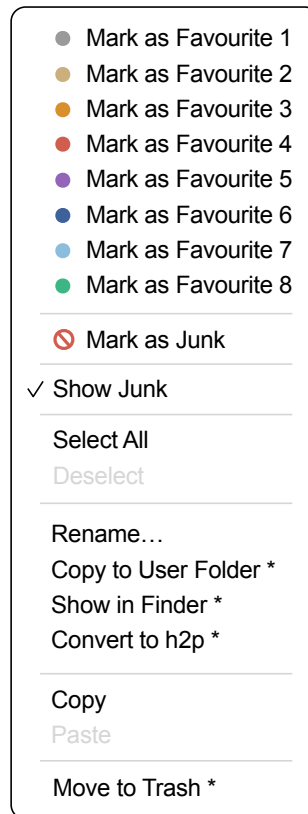 Mark as Favourite 1
Mark as Favourite 2
Mark as Favourite 3
Mark as Favourite 4
Mark as Favourite 5
Mark as Favourite 6
Mark as Favourite 7
Mark as Favourite 8
Mark as Junk
✓ Show Junk
Select All
Deselect
Rename…
Copy to User Folder *
Show in Finder *
Convert to h2p *
Copy
Paste
Move to Trash *